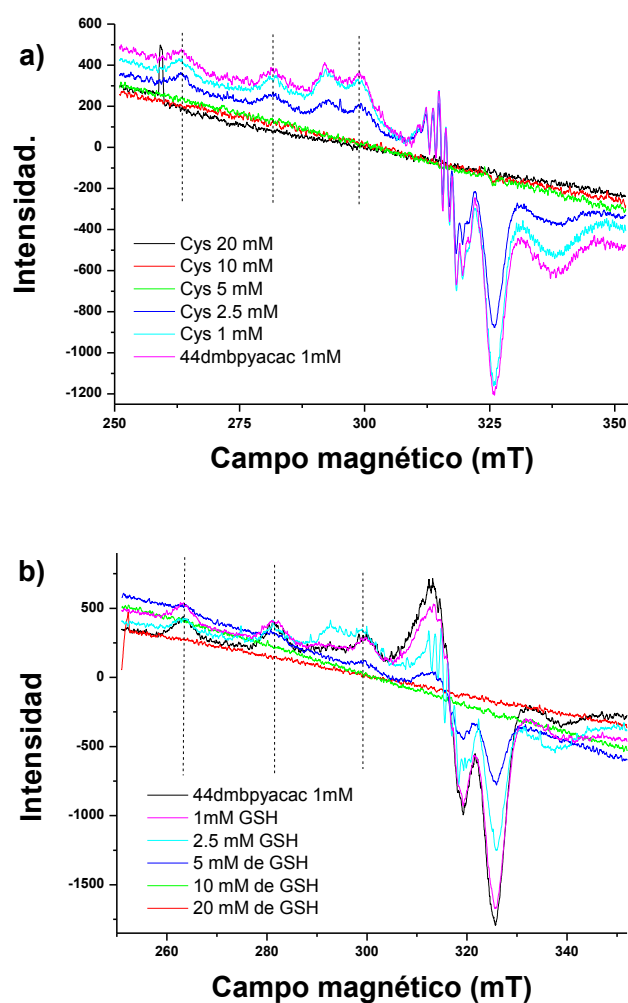 a)
600
400
200
0
-200
-400
-600
-800
-1000
-1200
Intensidad.
Cys 20 mM
Cys 10 mM
Cys 5 mM
Cys 2.5 mM
Cys 1 mM
44dmbpyacac 1mM
250 275 300 325 350
Campo magnético (mT)
b)
500
0
-500
-1000
-1500
Intensidad
44dmbpyacac 1mM
1mM GSH
2.5 mM GSH
5 mM de GSH
10 mM de GSH
20 mM de GSH
260 280 300 320 340
Campo magnético (mT)